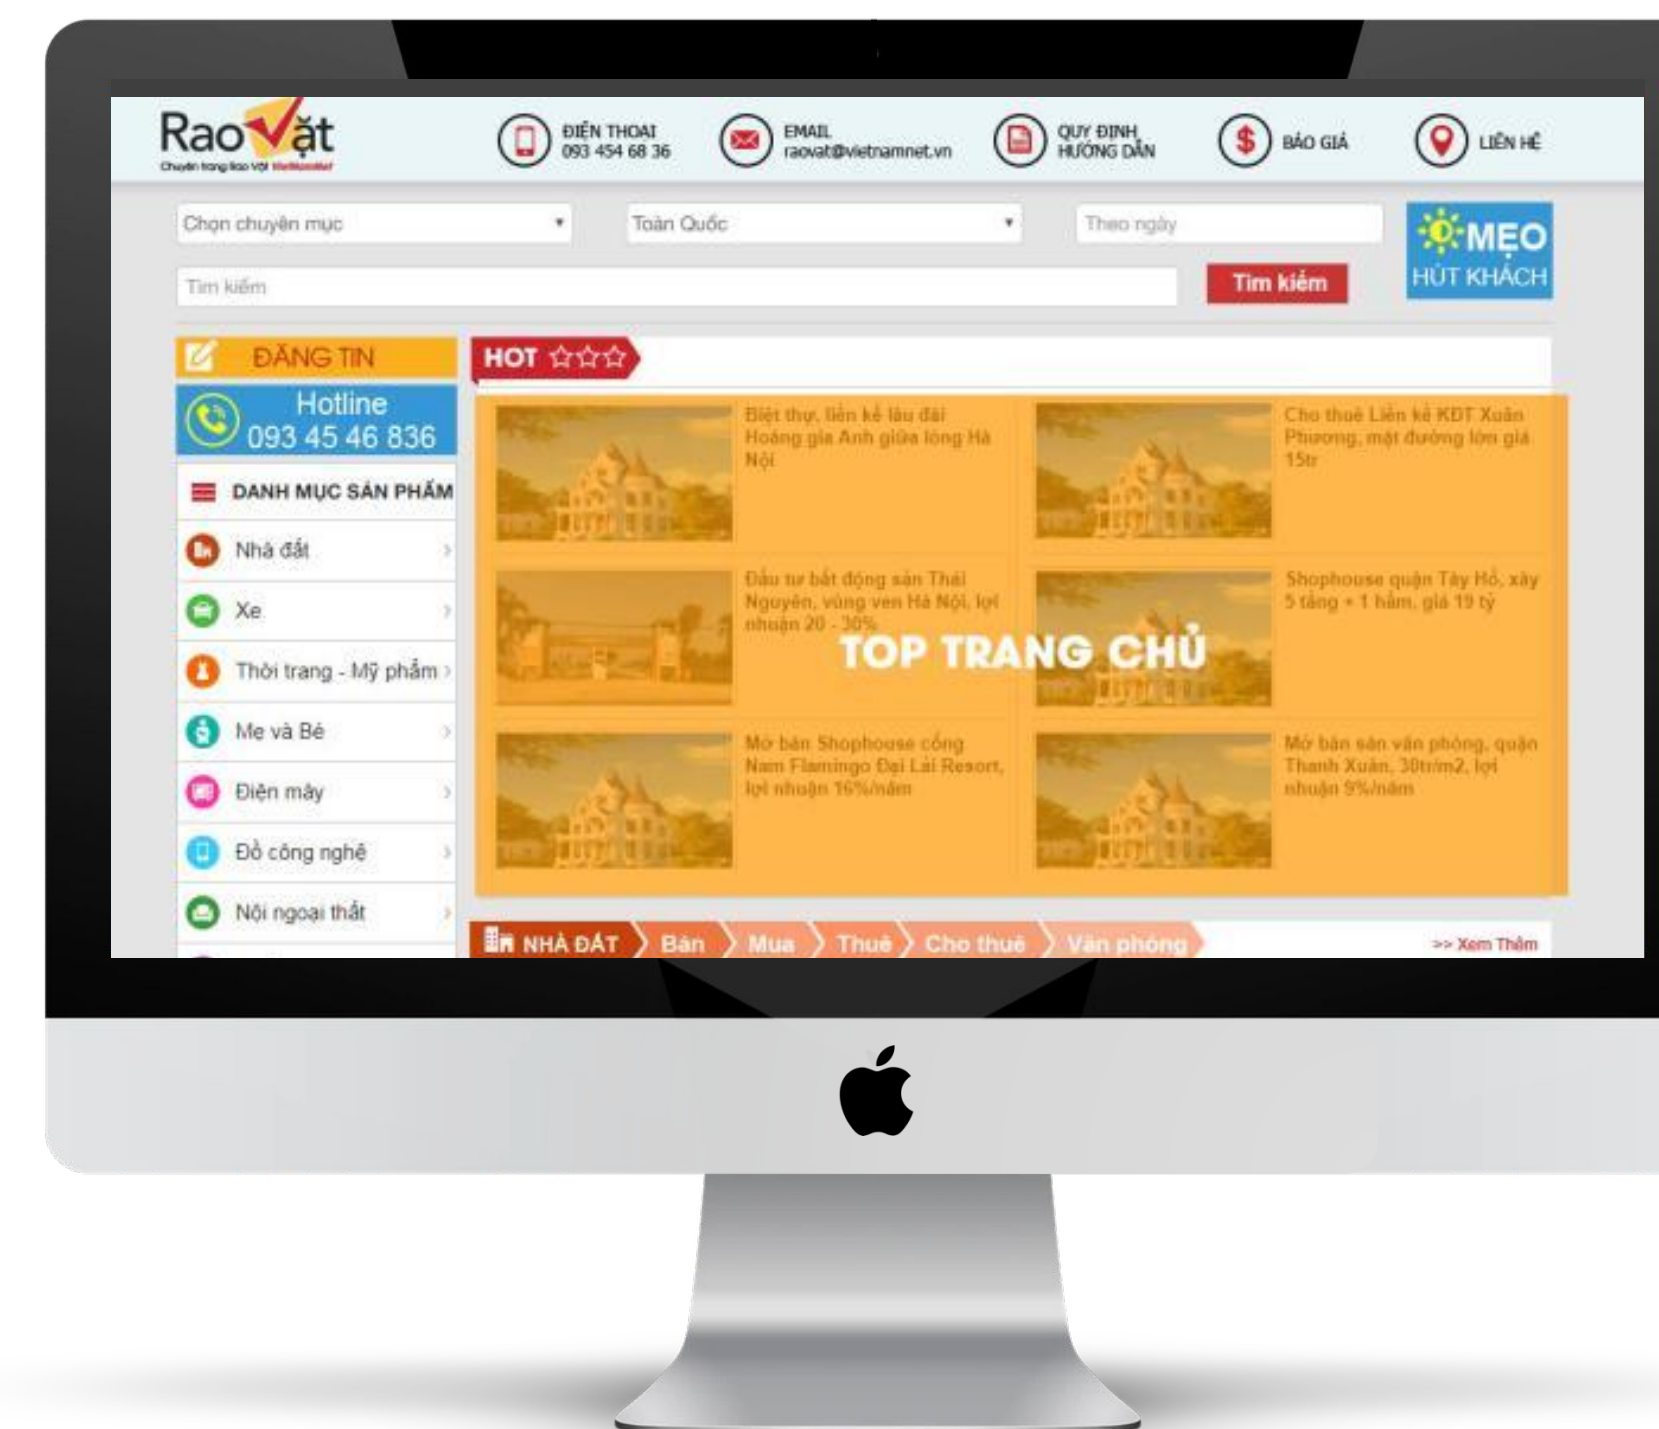 RaoVặt
Chuyên trang Rao Vặt VietNamNet
ĐIỆN THOẠI
093 454 68 36
EMAIL
raovat@vietnamnet.vn
QUY ĐỊNH
HƯỚNG DẪN
BÁO GIÁ
LIÊN HỆ
Chọn chuyên mục
Toàn Quốc
Theo ngày
MẸO
HÚT KHÁCH
Tìm kiếm
Tìm kiếm
ĐĂNG TIN
Hotline
093 45 46 836
DANH MỤC SẢN PHẨM
Nhà đất
Xe
Thời trang - Mỹ phẩm
Mẹ và Bé
Điện máy
Đồ công nghệ
Nội ngoại thất
HOT
Biệt thự, liền kề lâu đài
Hoàng gia Anh giữa lòng Hà
Nội
Cho thuê Liền kề KĐT Xuân
Phương, mặt đường lớn giá
15tr
Đầu tư bất động sản Thái
Nguyên, vùng ven Hà Nội, lợi
nhuận 20 - 30%
Shophouse quận Tây Hồ, xây
5 tầng + 1 hầm, giá 19 tỷ
TOP TRANG CHỦ
Mở bán Shophouse cổng
Nam Flamingo Đại Lải Resort,
lợi nhuận 16%/năm
Mở bán sàn văn phòng, quận
Thanh Xuân, 30tr/m2, lợi
nhuận 9%/năm
NHÀ ĐẤT
Bán
Mua
Thuê
Cho thuê
Văn phòng
>> Xem Thêm